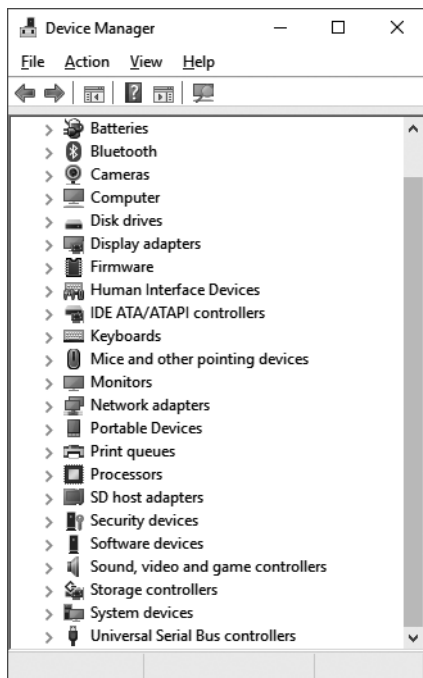 Device Manager
File Action View Help
Batteries
Bluetooth
Cameras
Computer
Disk drives
Display adapters
Firmware
Human Interface Devices
IDE ATA/ATAPI controllers
Keyboards
Mice and other pointing devices
Monitors
Network adapters
Portable Devices
Print queues
Processors
SD host adapters
Security devices
Software devices
Sound, video and game controllers
Storage controllers
System devices
Universal Serial Bus controllers